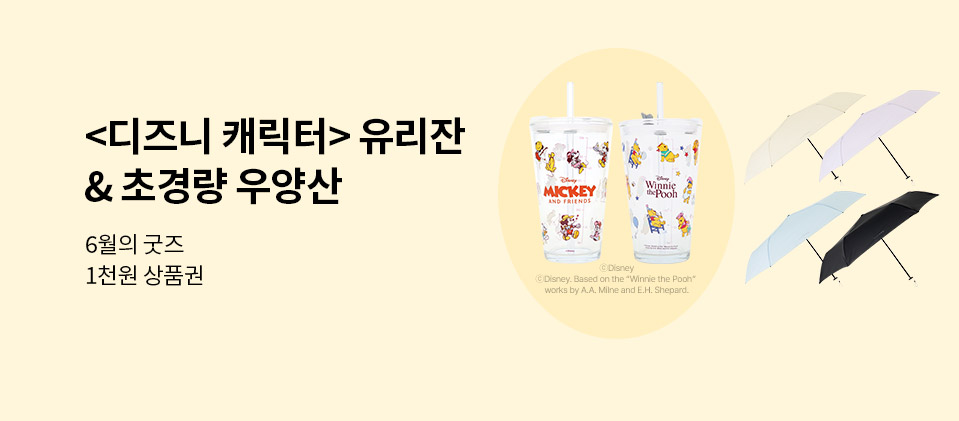 <디즈니 캐릭터> 유리잔
& 초경량 우양산
6월의 굿즈
1천원 상품권
Disney
MICKEY
AND FRIENDS
Disney
Winnie
the Pooh
ⓒDisney
ⓒDisney. Based on the “Winnie the Pooh”
works by A.A. Milne and E.H. Shepard.